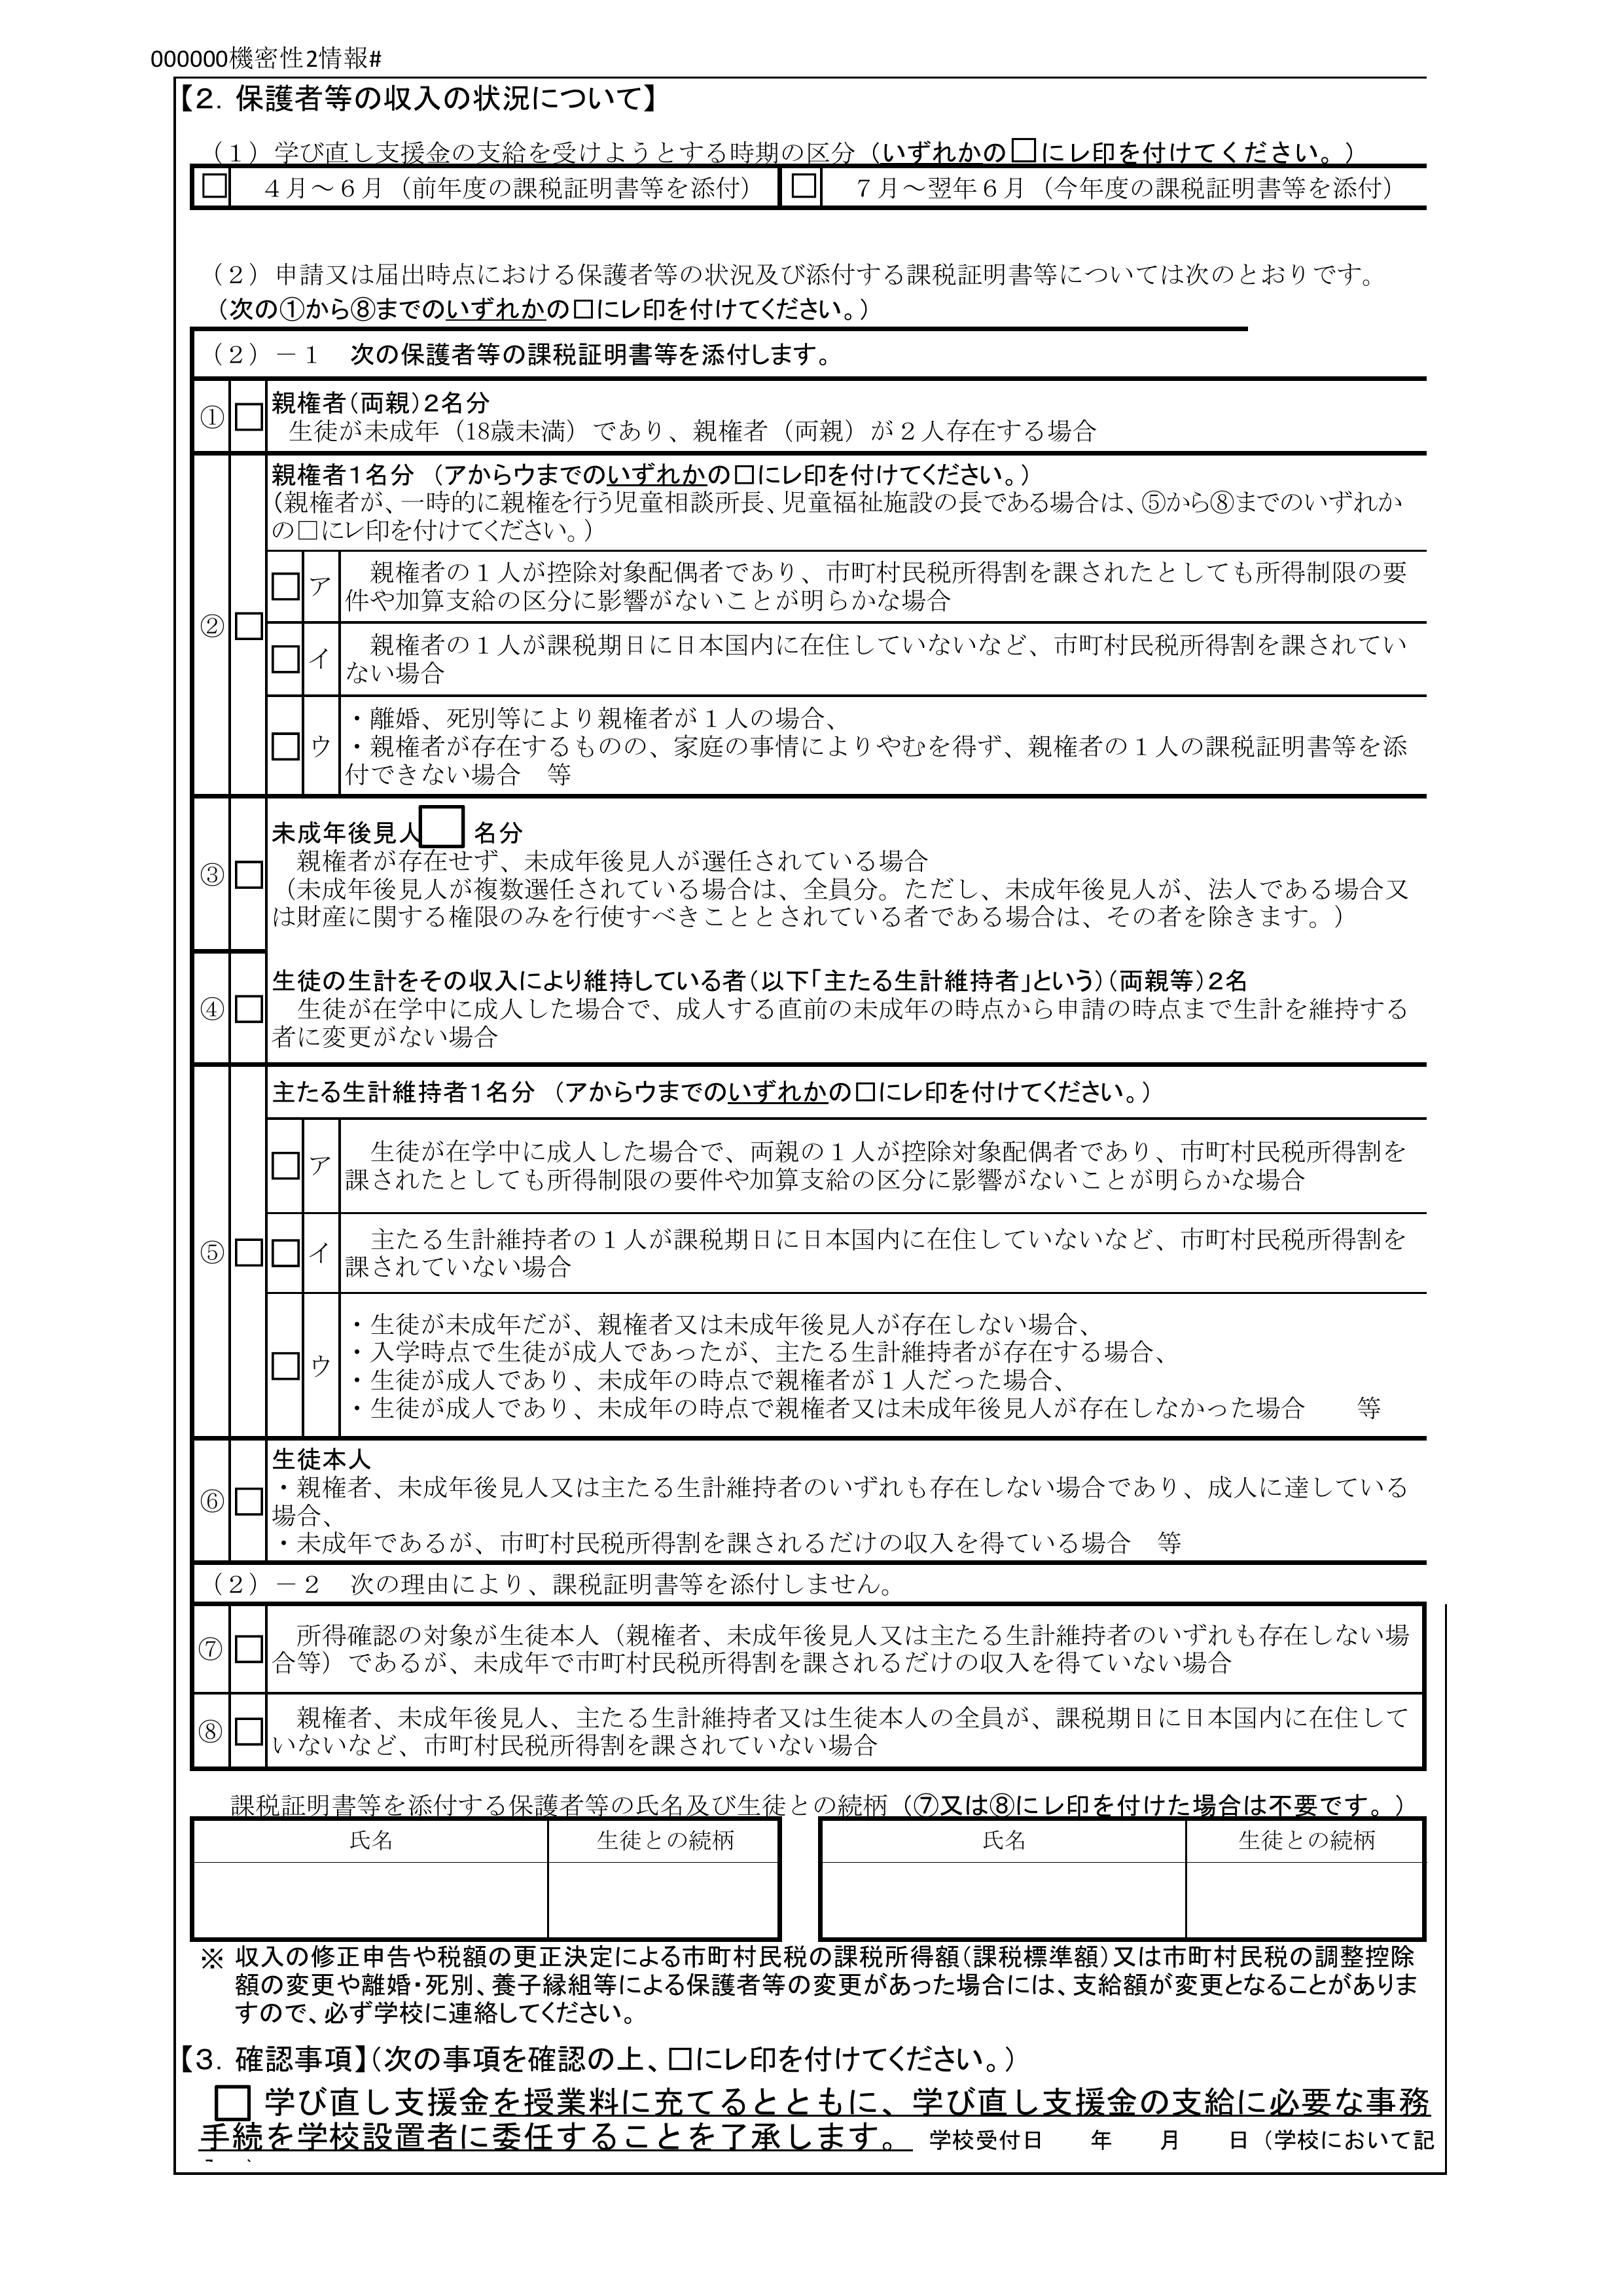 000000機密性2情報#
【2．保護者等の収入の状況について】
（１）学び直し支援金の支給を受けようとする時期の区分（いずれかの□にレ印を付けてください。）
□　４月～６月（前年度の課税証明書等を添付）　□　７月～翌年６月（今年度の課税証明書等を添付）
（２）申請又は届出時点における保護者等の状況及び添付する課税証明書等については次のとおりです。
（次の①から⑧までのいずれかの□にレ印を付けてください。）
（２）－１　次の保護者等の課税証明書等を添付します。
① □ 親権者（両親）2名分
生徒が未成年（18歳未満）であり、親権者（両親）が２人存在する場合
② □ 親権者1名分 （アからウまでのいずれかの□にレ印を付けてください。）
（親権者が、一時的に親権を行う児童相談所長、児童福祉施設の長である場合は、⑤から⑧までのいずれか
の□にレ印を付けてください。）
□ ア 親権者の１人が控除対象配偶者であり、市町村民税所得割を課されたとしても所得制限の要
件や加算支給の区分に影響がないことが明らかな場合
□ イ 親権者の１人が課税期日に日本国内に在住していないなど、市町村民税所得割を課されてい
ない場合
□ ウ ・離婚、死別等により親権者が１人の場合、
・親権者が存在するものの、家庭の事情によりやむを得ず、親権者の１人の課税証明書等を添
付できない場合　等
③ □ 未成年後見人□名分
親権者が存在せず、未成年後見人が選任されている場合
（未成年後見人が複数選任されている場合は、全員分。ただし、未成年後見人が、法人である場合又
は財産に関する権限のみを行使すべきこととされている者である場合は、その者を除きます。）
④ □ 生徒の生計をその収入により維持している者（以下「主たる生計維持者」という）（両親等）2名
生徒が在学中に成人した場合で、成人する直前の未成年の時点から申請の時点まで生計を維持する
者に変更がない場合
⑤ □ 主たる生計維持者1名分 （アからウまでのいずれかの□にレ印を付けてください。）
□ ア 生徒が在学中に成人した場合で、両親の１人が控除対象配偶者であり、市町村民税所得割を
課されたとしても所得制限の要件や加算支給の区分に影響がないことが明らかな場合
□ イ 主たる生計維持者の１人が課税期日に日本国内に在住していないなど、市町村民税所得割を
課されていない場合
□ ウ ・生徒が未成年だが、親権者又は未成年後見人が存在しない場合、
・入学時点で生徒が成人であったが、主たる生計維持者が存在する場合、
・生徒が成人であり、未成年の時点で親権者が１人だった場合、
・生徒が成人であり、未成年の時点で親権者又は未成年後見人が存在しなかった場合　　等
⑥ □ 生徒本人
・親権者、未成年後見人又は主たる生計維持者のいずれも存在しない場合であり、成人に達している
場合、
・未成年であるが、市町村民税所得割を課されるだけの収入を得ている場合　等
（２）－２　次の理由により、課税証明書等を添付しません。
⑦ □ 所得確認の対象が生徒本人（親権者、未成年後見人又は主たる生計維持者のいずれも存在しない場
合等）であるが、未成年で市町村民税所得割を課されるだけの収入を得ていない場合
⑧ □ 親権者、未成年後見人、主たる生計維持者又は生徒本人の全員が、課税期日に日本国内に在住して
いないなど、市町村民税所得割を課されていない場合
課税証明書等を添付する保護者等の氏名及び生徒との続柄（⑦又は⑧にレ印を付けた場合は不要です。）
氏名　生徒との続柄　氏名　生徒との続柄
※ 収入の修正申告や税額の更正決定による市町村民税の課税所得額（課税標準額）又は市町村民税の調整控除
額の変更や離婚・死別、養子縁組等による保護者等の変更があった場合には、支給額が変更となることがありま
すので、必ず学校に連絡してください。
【3．確認事項】（次の事項を確認の上、□にレ印を付けてください。）
□ 学び直し支援金を授業料に充てるとともに、学び直し支援金の支給に必要な事務
手続を学校設置者に委任することを了承します。 学校受付日　　年　　月　　日（学校において記